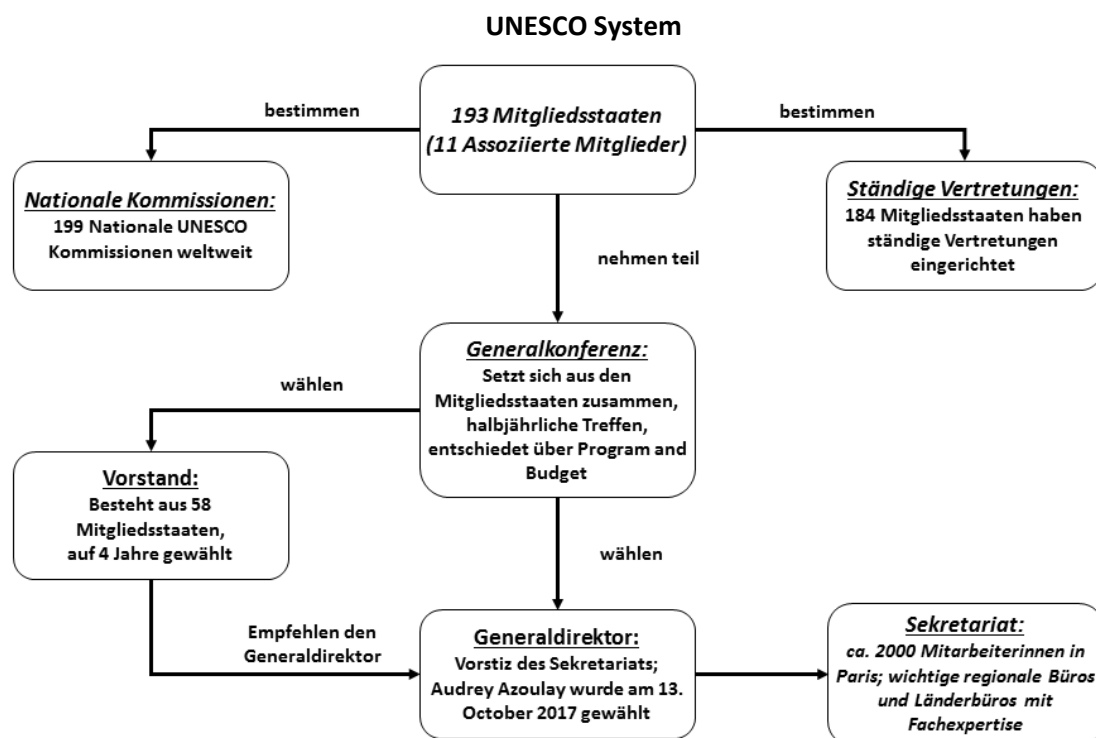 UNESCO System
bestimmen
193 Mitgliedsstaaten
(11 Assoziierte Mitglieder)
bestimmen
Nationale Kommissionen:
199 Nationale UNESCO
Kommissionen weltweit
Ständige Vertretungen:
184 Mitgliedsstaaten haben
ständige Vertretungen
eingerichtet
nehmen teil
Generalkonferenz:
Setzt sich aus den
Mitgliedsstaaten zusammen,
halbjährliche Treffen,
entschiedet über Program and
Budget
wählen
Vorstand:
Besteht aus 58
Mitgliedsstaaten,
auf 4 Jahre gewählt
wählen
Empfehlen den
Generaldirektor
Generaldirektor:
Vorstiz des Sekretariats;
Audrey Azoulay wurde am 13.
October 2017 gewählt
Sekretariat:
ca. 2000 Mitarbeiterinnen in
Paris; wichtige regionale Büros
und Länderbüros mit
Fachexpertise